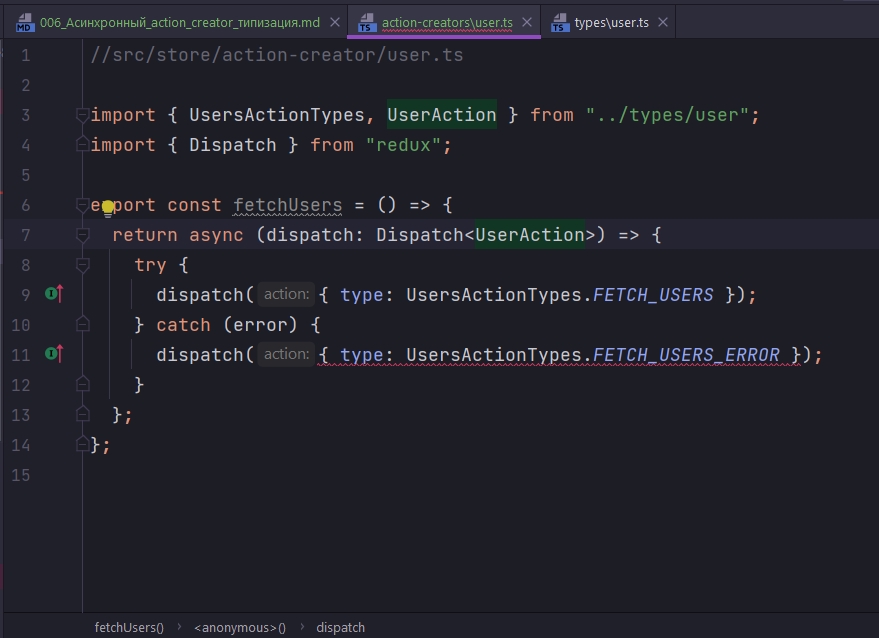 MD 006_Асинхронный_action_creator_типизация.md TS action-creators\user.ts TS types\user.ts
1 //src/store/action-creator/user.ts
2
3 import { UsersActionTypes, UserAction } from "../types/user";
4 import { Dispatch } from "redux";
5
6 export const fetchUsers = () => {
7 return async (dispatch: Dispatch<UserAction>) => {
8 try {
9 dispatch( action: { type: UsersActionTypes.FETCH_USERS });
10 } catch (error) {
11 dispatch( action: { type: UsersActionTypes.FETCH_USERS_ERROR });
12 }
13 };
14 };
15
fetchUsers() › <anonymous>() › dispatch